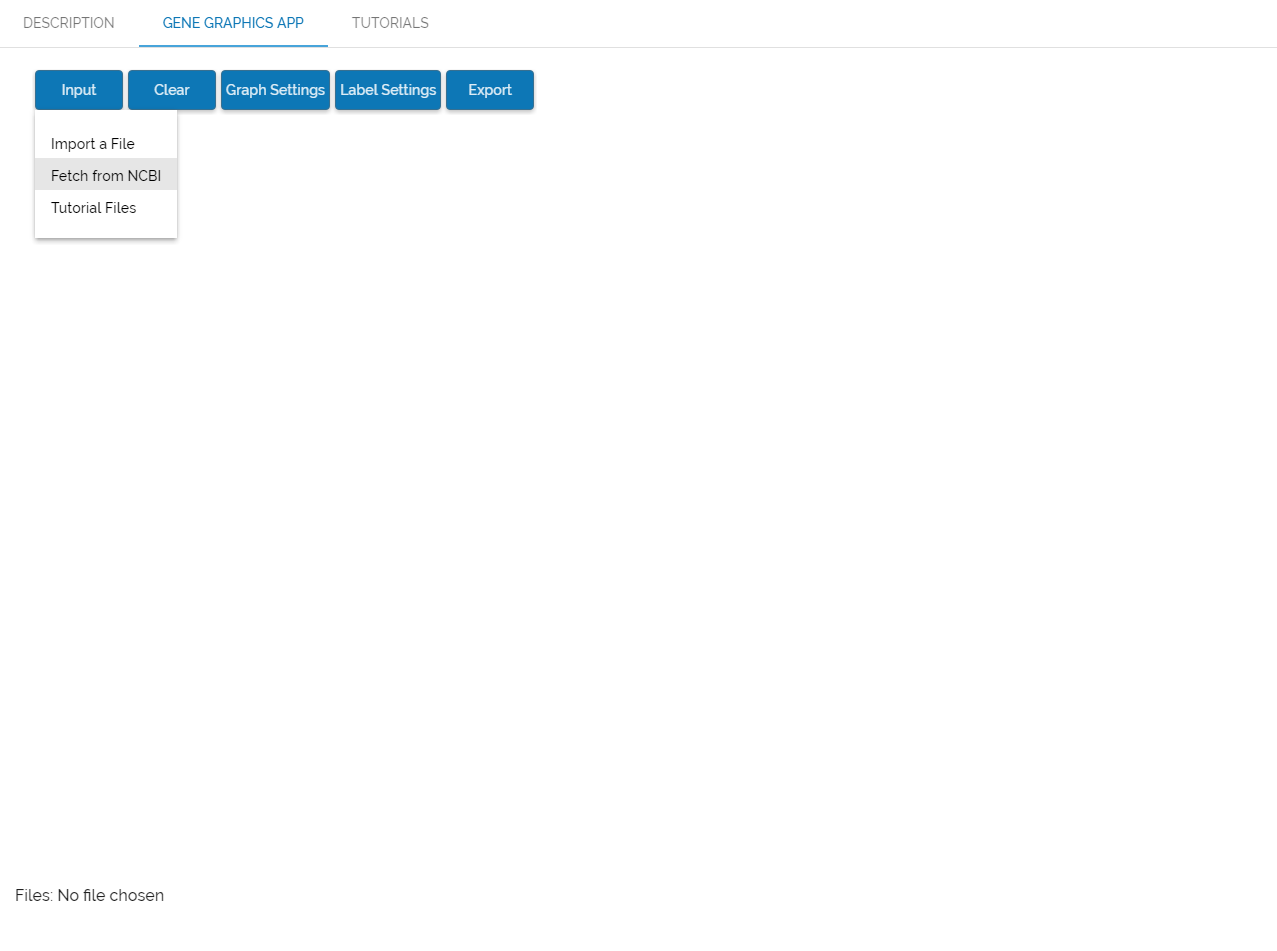 DESCRIPTION GENE GRAPHICS APP TUTORIALS
Input Clear Graph Settings Label Settings Export
Import a File
Fetch from NCBI
Tutorial Files
Files: No file chosen